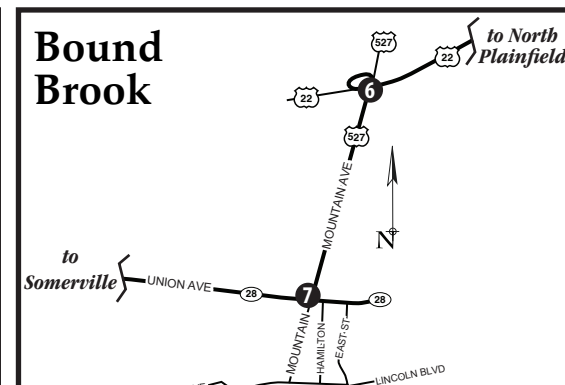 Bound
Brook
527
to North
Plainfield
22
22
6
527
MOUNTAIN AVE
N
to
Somerville
UNION AVE
28
7
28
MOUNTAIN
HAMILTON
EAST ST
LINCOLN BLVD